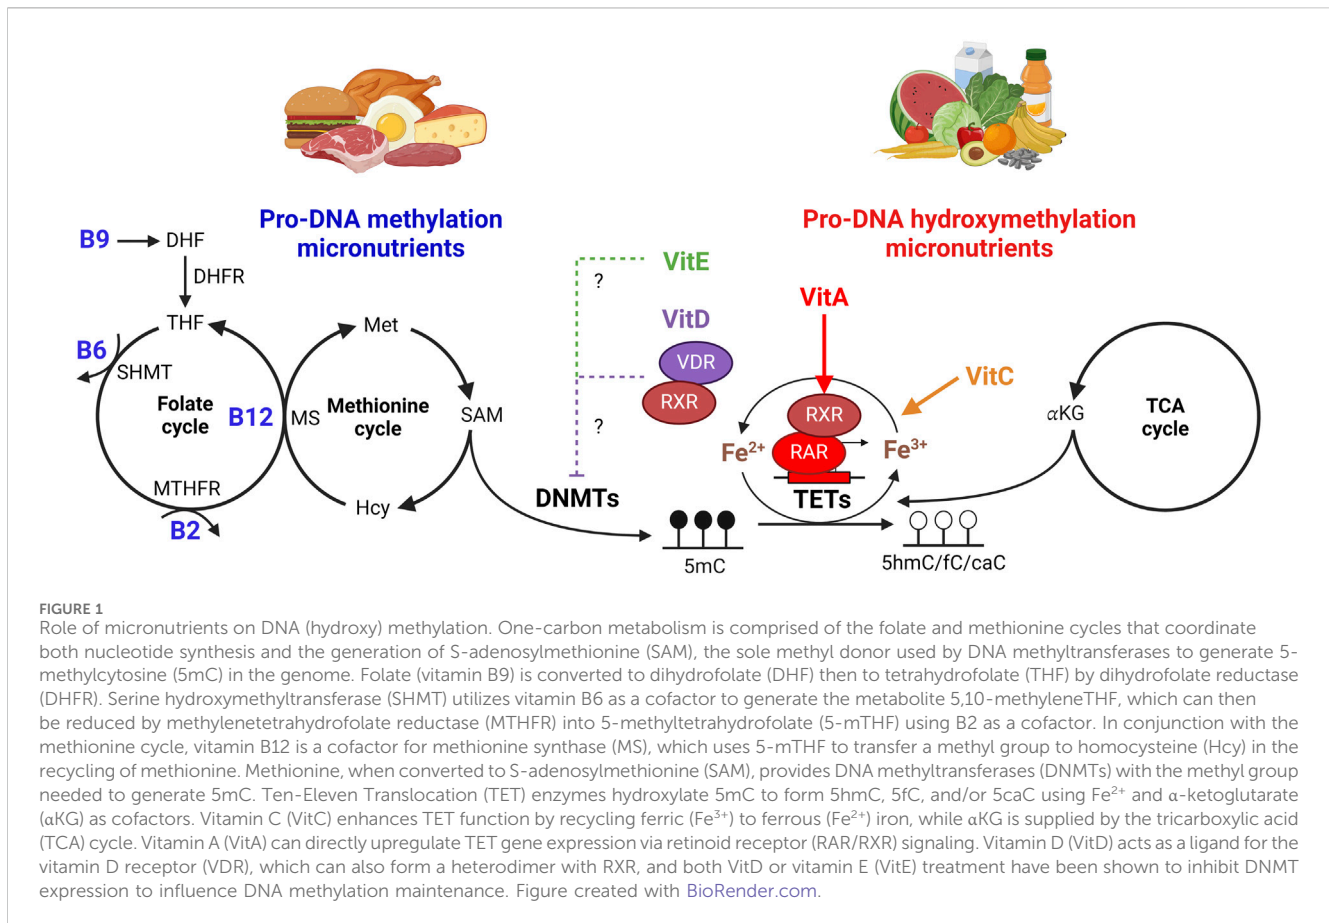 Pro-DNA methylation
micronutrients
Pro-DNA hydroxymethylation
micronutrients
B9
DHF
DHFR
THF
B6
SHMT
Folate
cycle
B12
MS
MTHFR
B2
Met
Methionine
cycle
SAM
Hcy
VitE
?
VitD
VDR
RXR
?
DNMTs
VitA
VitC
RXR
RAR
Fe²⁺
Fe³⁺
TETs
αKG
TCA
cycle
5mC
5hmC/fC/caC
FIGURE 1
Role of micronutrients on DNA (hydroxy) methylation. One-carbon metabolism is comprised of the folate and methionine cycles that coordinate
both nucleotide synthesis and the generation of S-adenosylmethionine (SAM), the sole methyl donor used by DNA methyltransferases to generate 5-
methylcytosine (5mC) in the genome. Folate (vitamin B9) is converted to dihydrofolate (DHF) then to tetrahydrofolate (THF) by dihydrofolate reductase
(DHFR). Serine hydroxymethyltransferase (SHMT) utilizes vitamin B6 as a cofactor to generate the metabolite 5,10-methyleneTHF, which can then
be reduced by methylenetetrahydrofolate reductase (MTHFR) into 5-methyltetrahydrofolate (5-mTHF) using B2 as a cofactor. In conjunction with the
methionine cycle, vitamin B12 is a cofactor for methionine synthase (MS), which uses 5-mTHF to transfer a methyl group to homocysteine (Hcy) in the
recycling of methionine. Methionine, when converted to S-adenosylmethionine (SAM), provides DNA methyltransferases (DNMTs) with the methyl group
needed to generate 5mC. Ten-Eleven Translocation (TET) enzymes hydroxylate 5mC to form 5hmC, 5fC, and/or 5caC using Fe²⁺ and α-ketoglutarate
(αKG) as cofactors. Vitamin C (VitC) enhances TET function by recycling ferric (Fe³⁺) to ferrous (Fe²⁺) iron, while αKG is supplied by the tricarboxylic acid
(TCA) cycle. Vitamin A (VitA) can directly upregulate TET gene expression via retinoid receptor (RAR/RXR) signaling. Vitamin D (VitD) acts as a ligand for the
vitamin D receptor (VDR), which can also form a heterodimer with RXR, and both VitD or vitamin E (VitE) treatment have been shown to inhibit DNMT
expression to influence DNA methylation maintenance. Figure created with BioRender.com.